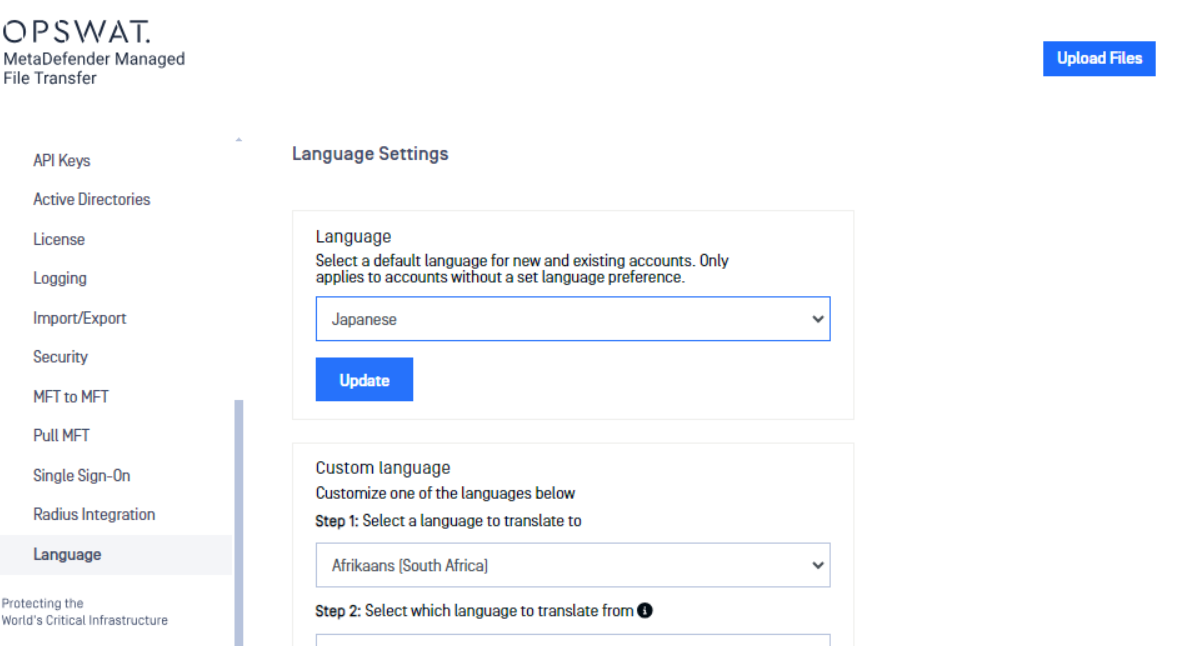 OPSWAT.
MetaDefender Managed
File Transfer
Upload Files
API Keys
Active Directories
License
Logging
Import/Export
Security
MFT to MFT
Pull MFT
Single Sign-On
Radius Integration
Language
Protecting the
World's Critical Infrastructure
Language Settings
Language
Select a default language for new and existing accounts. Only
applies to accounts without a set language preference.
Japanese
Update
Custom language
Customize one of the languages below
Step 1: Select a language to translate to
Afrikaans (South Africa)
Step 2: Select which language to translate from